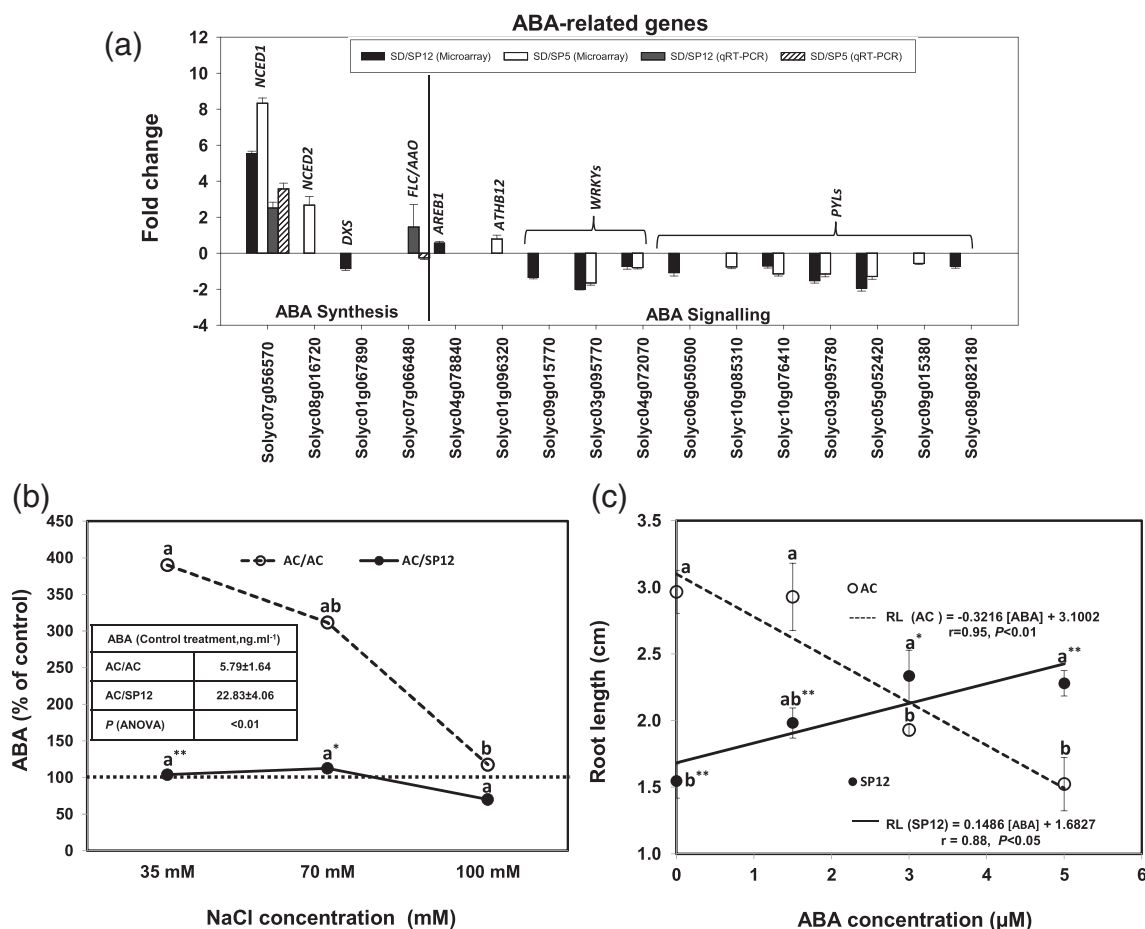 ABA-related genes
(a)
12
10
8
6
4
2
0
-2
-4
Fold change
SD/SP12 (Microarray)
SD/SP5 (Microarray)
SD/SP12 (qRT-PCR)
SD/SP5 (qRT-PCR)
NCED1
NCED2
DXS
FLC/AAO
AREB1
ATHB12
WRKYs
PYLs
ABA Synthesis
ABA Signalling
Solyc07g056570
Solyc08g016720
Solyc01g067890
Solyc07g066480
Solyc04g078840
Solyc01g096320
Solyc09g015770
Solyc03g095770
Solyc04g072070
Solyc06g050500
Solyc10g085310
Solyc10g076410
Solyc03g095780
Solyc05g052420
Solyc09g015380
Solyc08g082180
(b)
450
400
350
300
250
200
150
100
50
0
ABA (% of control)
a
AC/AC
AC/SP12
ab
ABA (Control treatment,ng.ml-1)
AC/AC 5.79±1.64
AC/SP12 22.83±4.06
P (ANOVA) <0.01
a**
a*
b
a
35 mM
70 mM
100 mM
NaCl concentration (mM)
(c)
3.5
3.0
2.5
2.0
1.5
1.0
Root length (cm)
a
a
AC
RL (AC ) = -0.3216 [ABA] + 3.1002
r=0.95, P<0.01
a*
a**
ab**
b
b
b**
SP12
RL (SP12) = 0.1486 [ABA] + 1.6827
r = 0.88, P<0.05
0
1
2
3
4
5
6
ABA concentration (µM)